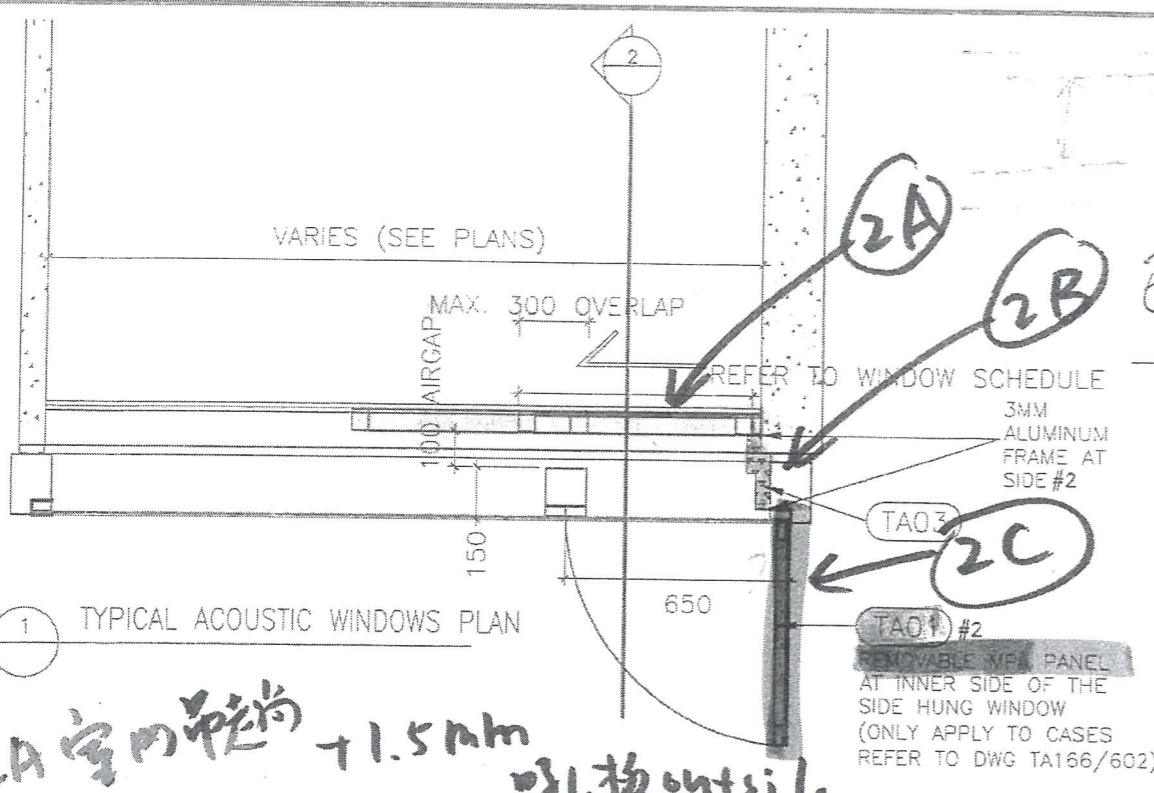 2
2A
VARIES (SEE PLANS)
2B
MAX. 300 OVERLAP
REFER TO WINDOW SCHEDULE
100 AIRGAP
3MM
ALUMINUM
FRAME AT
SIDE #2
TA03
2C
150
650
1 TYPICAL ACOUSTIC WINDOWS PLAN
TA01 #2
REMOVABLE MPA PANEL
AT INNER SIDE OF THE
SIDE HUNG WINDOW
(ONLY APPLY TO CASES
REFER TO DWG TA166/602)
A 室内
+1.5mm